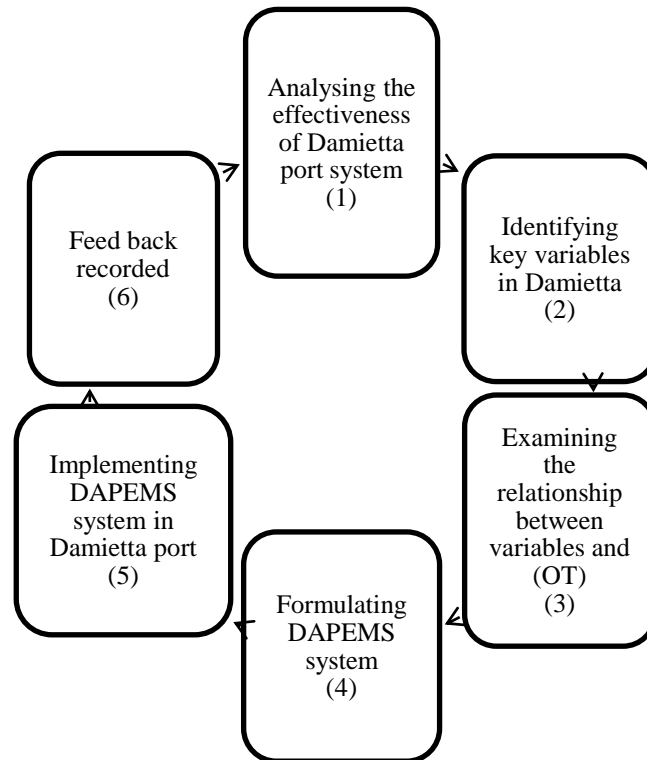 Analysing the
effectiveness
of Damietta
port system
(1)
Identifying
key variables
in Damietta
(2)
Examining
the
relationship
between
variables and
(OT)
(3)
Formulating
DAPEMS
system
(4)
Implementing
DAPEMS
system in
Damietta port
(5)
Feed back
recorded
(6)